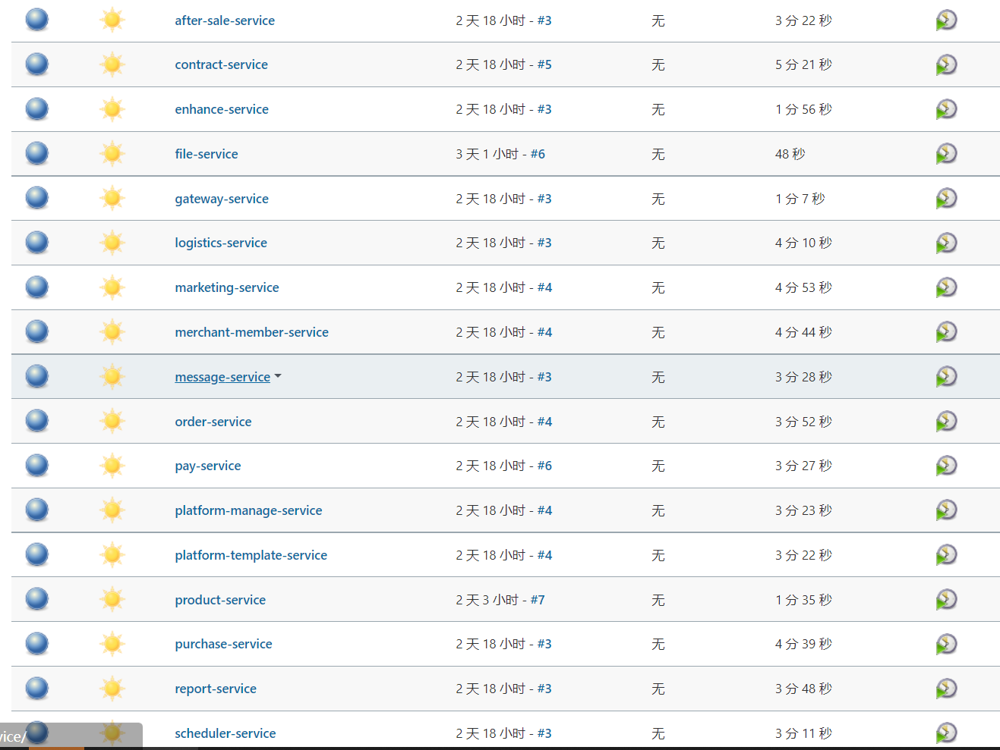 after-sale-service 2 天 18 小时 - #3 无 3 分 22 秒
contract-service 2 天 18 小时 - #5 无 5 分 21 秒
enhance-service 2 天 18 小时 - #3 无 1 分 56 秒
file-service 3 天 1 小时 - #6 无 48 秒
gateway-service 2 天 18 小时 - #3 无 1 分 7 秒
logistics-service 2 天 18 小时 - #3 无 4 分 10 秒
marketing-service 2 天 18 小时 - #4 无 4 分 53 秒
merchant-member-service 2 天 18 小时 - #4 无 4 分 44 秒
message-service 2 天 18 小时 - #3 无 3 分 28 秒
order-service 2 天 18 小时 - #4 无 3 分 52 秒
pay-service 2 天 18 小时 - #6 无 3 分 27 秒
platform-manage-service 2 天 18 小时 - #4 无 3 分 23 秒
platform-template-service 2 天 18 小时 - #4 无 3 分 22 秒
product-service 2 天 3 小时 - #7 无 1 分 35 秒
purchase-service 2 天 18 小时 - #3 无 4 分 39 秒
report-service 2 天 18 小时 - #3 无 3 分 48 秒
vice/ scheduler-service 2 天 18 小时 - #3 无 3 分 11 秒